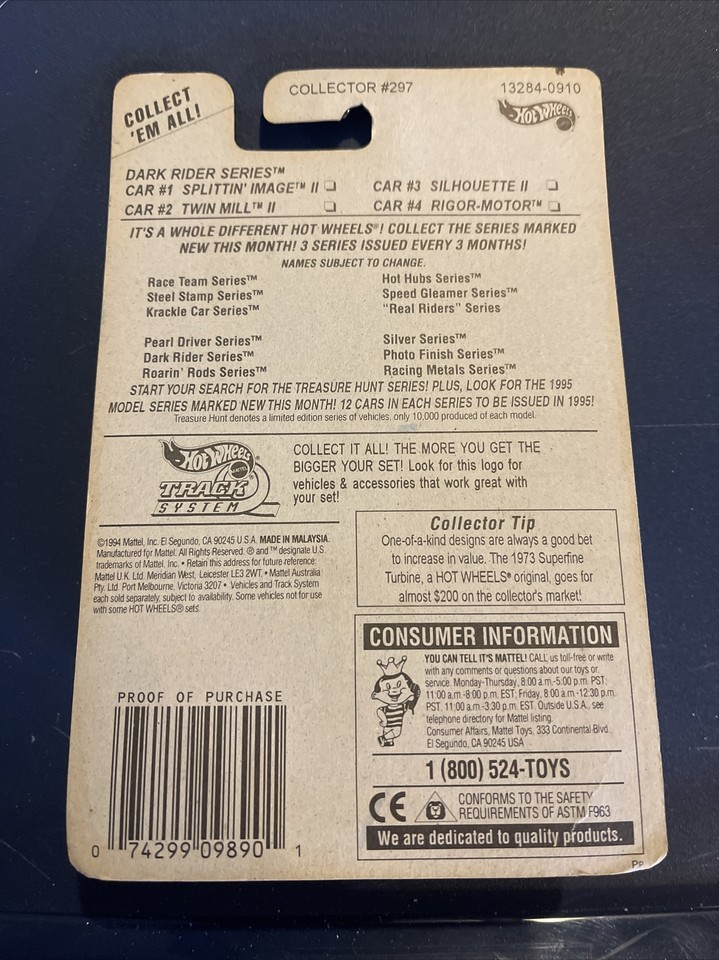 COLLECT
'EM ALL!
COLLECTOR #297
13284-0910
HOT WHEELS
DARK RIDER SERIES™
CAR #1 SPLITTIN' IMAGE™ II ❏
CAR #3 SILHOUETTE II ❏
CAR #2 TWIN MILL™ II ❏
CAR #4 RIGOR-MOTOR™ ❏
IT'S A WHOLE DIFFERENT HOT WHEELS®! COLLECT THE SERIES MARKED
NEW THIS MONTH! 3 SERIES ISSUED EVERY 3 MONTHS!
NAMES SUBJECT TO CHANGE.
Race Team Series™
Steel Stamp Series™
Krackle Car Series™
Hot Hubs Series™
Speed Gleamer Series™
"Real Riders" Series
Pearl Driver Series™
Dark Rider Series™
Roarin' Rods Series™
Silver Series™
Photo Finish Series™
Racing Metals Series™
START YOUR SEARCH FOR THE TREASURE HUNT SERIES! PLUS, LOOK FOR THE 1995
MODEL SERIES MARKED NEW THIS MONTH! 12 CARS IN EACH SERIES TO BE ISSUED IN 1995!
Treasure Hunt denotes a limited edition series of vehicles, only 10,000 produced of each model.
HOT WHEELS
MATTEL
TRACK
SYSTEM
COLLECT IT ALL! THE MORE YOU GET THE
BIGGER YOUR SET! Look for this logo for
vehicles & accessories that work great with
your set!
©1994 Mattel, Inc. El Segundo, CA 90245 U.S.A. MADE IN MALAYSIA.
Manufactured for Mattel. All Rights Reserved. ® and ™ designate U.S.
trademarks of Mattel, Inc. • Retain this address for future reference:
Mattel U.K. Ltd. Meridian West, Leicester LE3 2WT. • Mattel Australia
Pty. Ltd. Port Melbourne, Victoria 3207 • Vehicles and Track System
each sold separately, subject to availability. Some vehicles not for use
with some HOT WHEELS® sets.
Collector Tip
One-of-a-kind designs are always a good bet
to increase in value. The 1973 Superfine
Turbine, a HOT WHEELS® original, goes for
almost $200 on the collector's market!
CONSUMER INFORMATION
YOU CAN TELL IT'S MATTEL! CALL us toll-free or write
with any comments or questions about our toys or
service. Monday-Thursday, 8:00 a.m.-5:00 p.m. PST,
11:00 a.m.-8:00 p.m. EST; Friday, 8:00 a.m.-12:30 p.m.
PST, 11:00 a.m.-3:30 p.m. EST. Outside U.S.A., see
telephone directory for Mattel listing.
Consumer Affairs, Mattel Toys, 333 Continental Blvd.,
El Segundo, CA 90245 USA
1 (800) 524-TOYS
CE
CONFORMS TO THE SAFETY
REQUIREMENTS OF ASTM F963
We are dedicated to quality products.
PROOF OF PURCHASE
0 74299 09890 1
PP